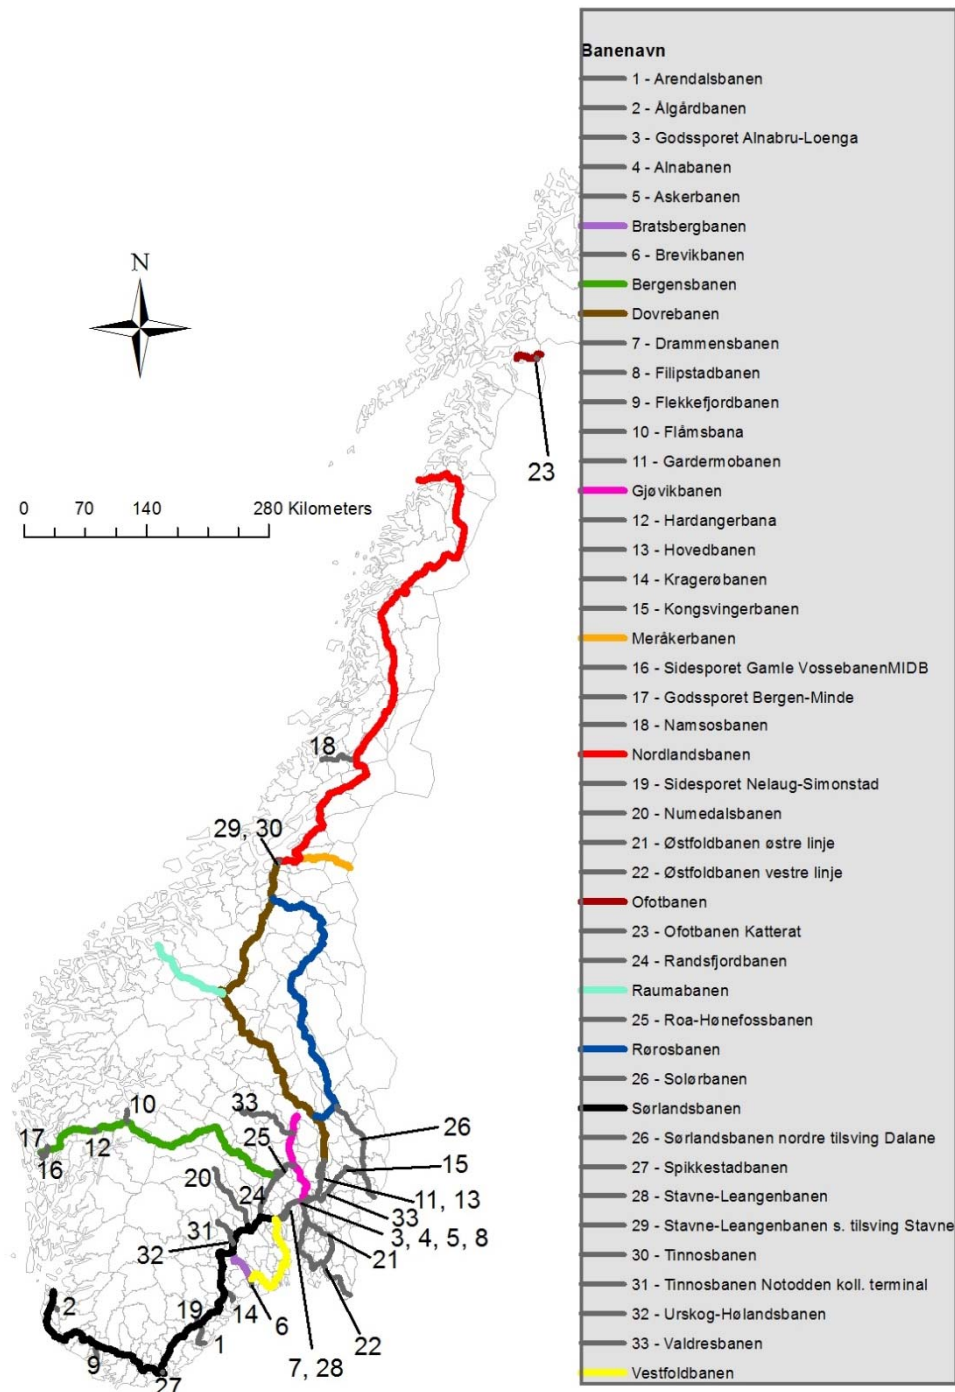 Banenavn
1 - Arendalsbanen
2 - Ålgårdbanen
3 - Godssporet Alnabru-Loenga
4 - Alnabanen
5 - Askerbanen
Bratsbergbanen
6 - Brevikbanen
Bergensbanen
Dovrebanen
7 - Drammensbanen
8 - Filipstadbanen
9 - Flekkefjordbanen
10 - Flåmsbana
11 - Gardermobanen
Gjøvikbanen
12 - Hardangerbana
13 - Hovedbanen
14 - Kragerøbanen
15 - Kongsvingerbanen
Meråkerbanen
16 - Sidesporet Gamle VossebanenMIDB
17 - Godssporet Bergen-Minde
18 - Namsosbanen
Nordlandsbanen
19 - Sidesporet Nelaug-Simonstad
20 - Numedalsbanen
21 - Østfoldbanen østre linje
22 - Østfoldbanen vestre linje
Ofotbanen
23 - Ofotbanen Katterat
24 - Randsfjordbanen
Raumabanen
25 - Roa-Hønefossbanen
Rørosbanen
26 - Solørbanen
Sørlandsbanen
26 - Sørlandsbanen nordre tilsving Dalane
27 - Spikkestadbanen
28 - Stavne-Leangenbanen
29 - Stavne-Leangenbanen s. tilsving Stavne
30 - Tinnosbanen
31 - Tinnosbanen Notodden koll. terminal
32 - Urskog-Hølandsbanen
33 - Valdresbanen
Vestfoldbanen
N
0 70 140 280 Kilometers
23
18
29, 30
10
33
26
17
12
25
15
16
20
11, 13
24
33
31
3, 4, 5, 8
32
21
2
19
14
6
22
1
9
7, 28
27